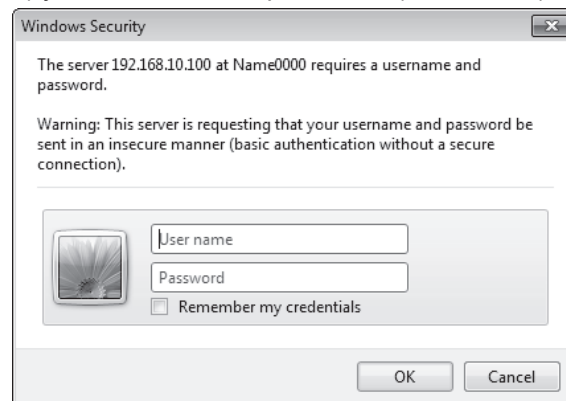 Windows Security
The server 192.168.10.100 at Name0000 requires a username and
password.
Warning: This server is requesting that your username and password be
sent in an insecure manner (basic authentication without a secure
connection).
User name
Password
Remember my credentials
OK
Cancel